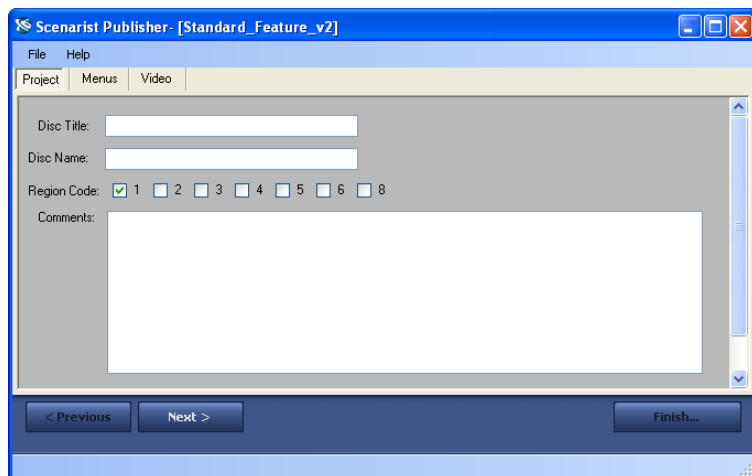 Scenarist Publisher- [Standard_Feature_v2]
File Help
Project Menus Video
Disc Title:
Disc Name:
Region Code: 1 2 3 4 5 6 8
Comments:
< Previous Next > Finish...